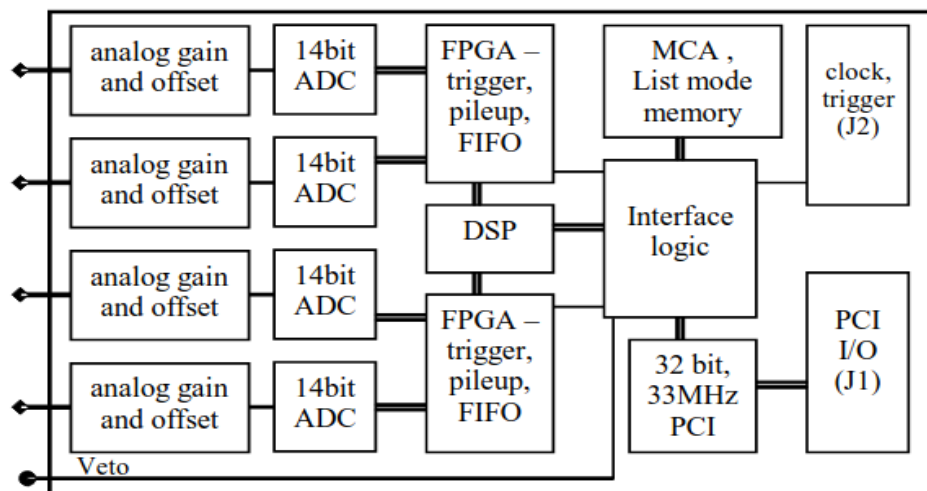 analog gain
and offset
14bit
ADC
FPGA –
trigger,
pileup,
FIFO
MCA ,
List mode
memory
clock,
trigger
(J2)
analog gain
and offset
14bit
ADC
DSP
Interface
logic
analog gain
and offset
14bit
ADC
FPGA –
trigger,
pileup,
FIFO
PCI
I/O
(J1)
analog gain
and offset
14bit
ADC
32 bit,
33MHz
PCI
Veto